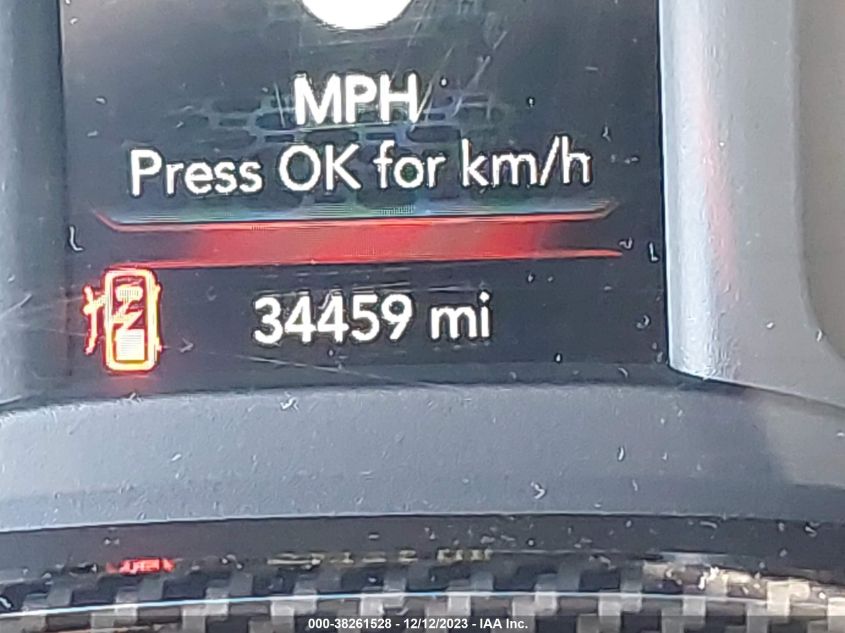 MPH
Press OK for km/h
34459 mi
000-38261528 - 12/12/2023 - IAA Inc.